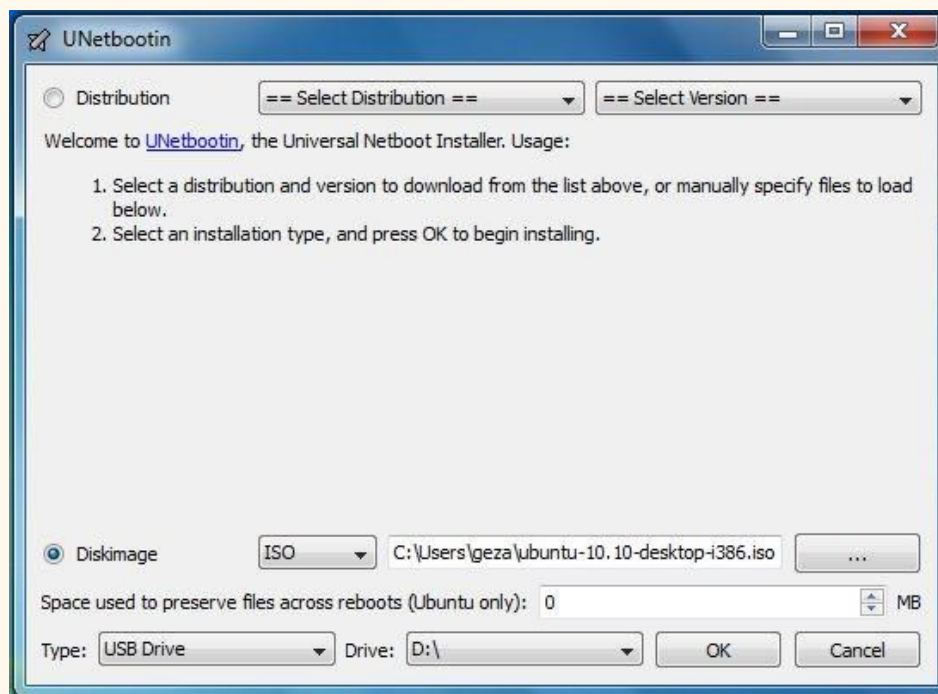 UNetbootin
Distribution == Select Distribution == == Select Version ==
Welcome to UNetbootin, the Universal Netboot Installer. Usage:
1. Select a distribution and version to download from the list above, or manually specify files to load
below.
2. Select an installation type, and press OK to begin installing.
Diskimage ISO C:\Users\geza\ubuntu-10.10-desktop-i386.iso ...
Space used to preserve files across reboots (Ubuntu only): 0 MB
Type: USB Drive Drive: D:\ OK Cancel